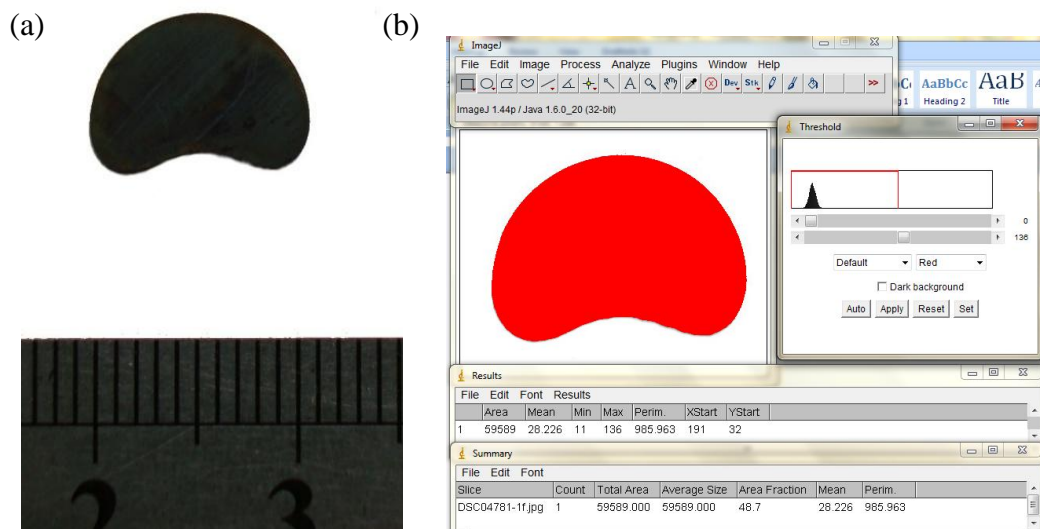 (a)
(b)
ImageJ
File Edit Image Process Analyze Plugins Window Help
Dev. Stk
>>
ImageJ 1.44p / Java 1.6.0_20 (32-bit)
AaBbCc AaB
Heading 2 Title
Threshold
0
136
Default Red
Dark background
Auto Apply Reset Set
Results
File Edit Font Results
Area Mean Min Max Perim. XStart YStart
1 59589 28.226 11 136 985.963 191 32
Summary
File Edit Font
Slice Count Total Area Average Size Area Fraction Mean Perim.
DSC04781-1f.jpg 1 59589.000 59589.000 48.7 28.226 985.963
2 3